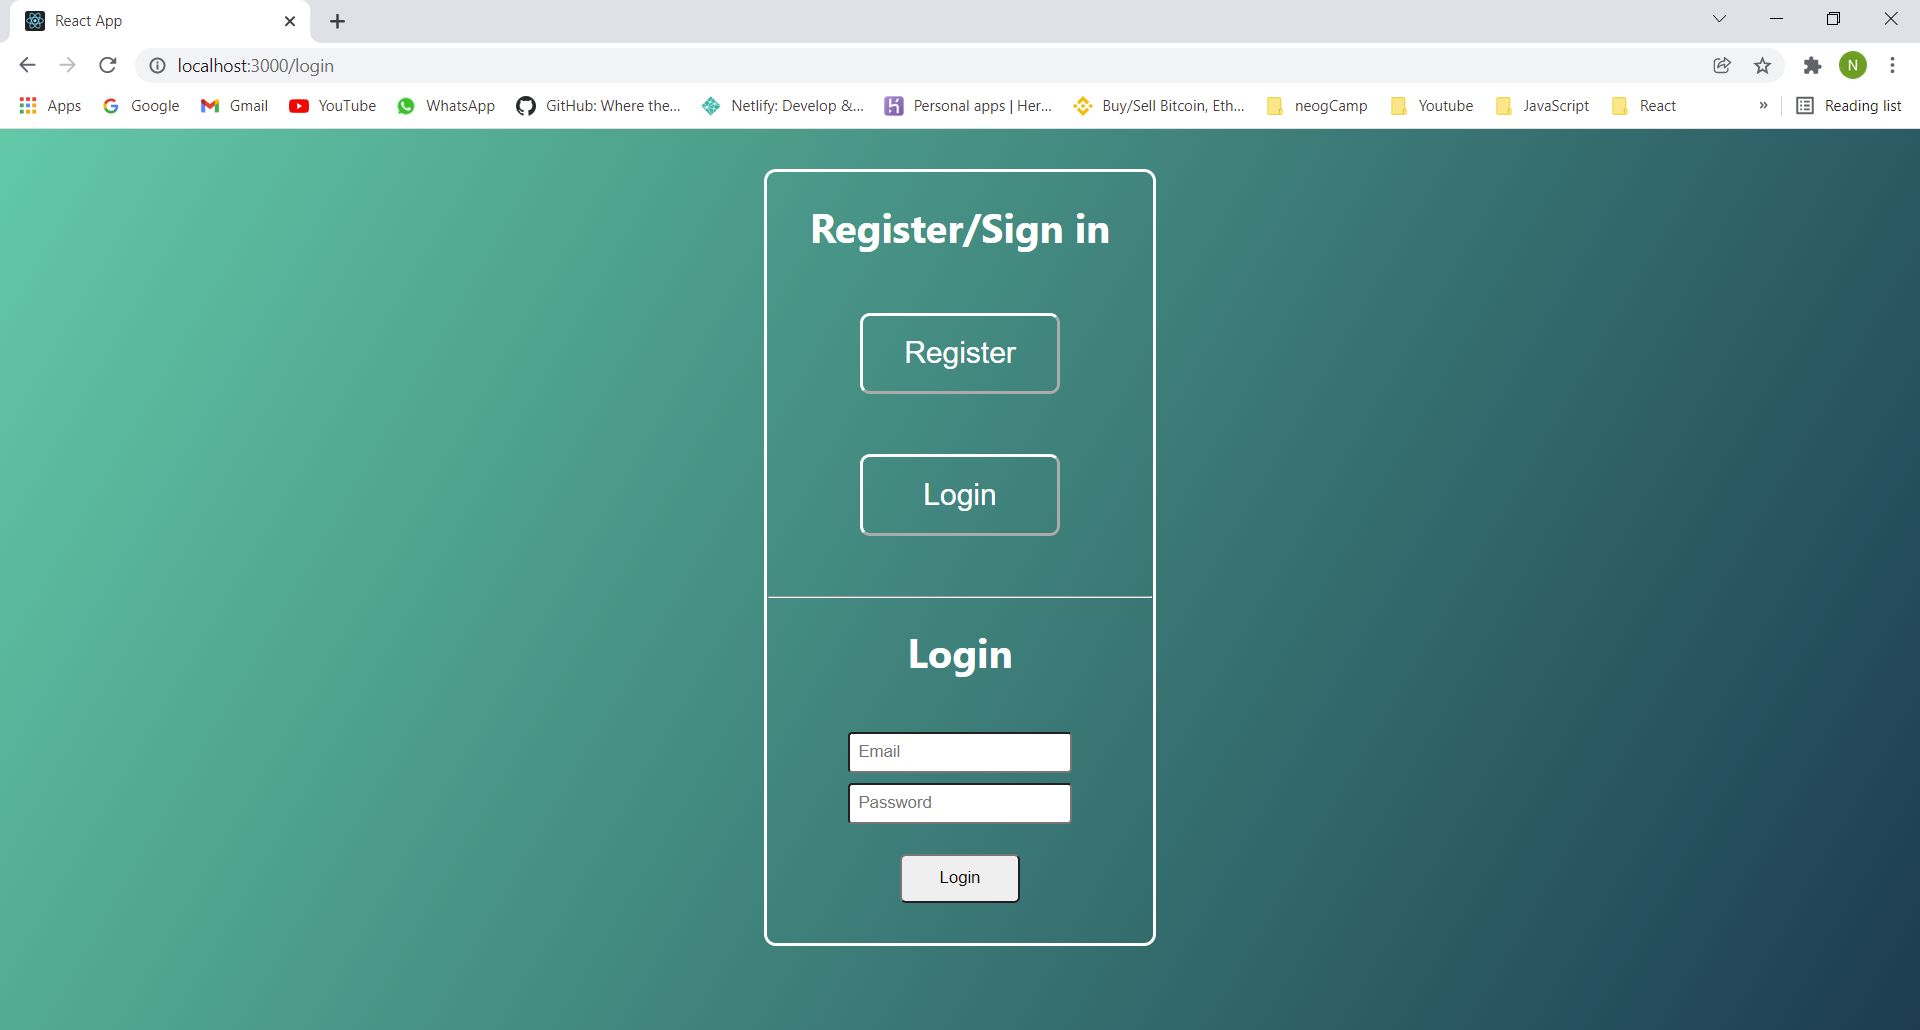 React App
localhost:3000/login
N
Apps Google Gmail YouTube WhatsApp GitHub: Where the... Netlify: Develop &... Personal apps | Her... Buy/Sell Bitcoin, Eth... neogCamp Youtube JavaScript React » Reading list
Register/Sign in
Register
Login
Login
Email
Password
Login